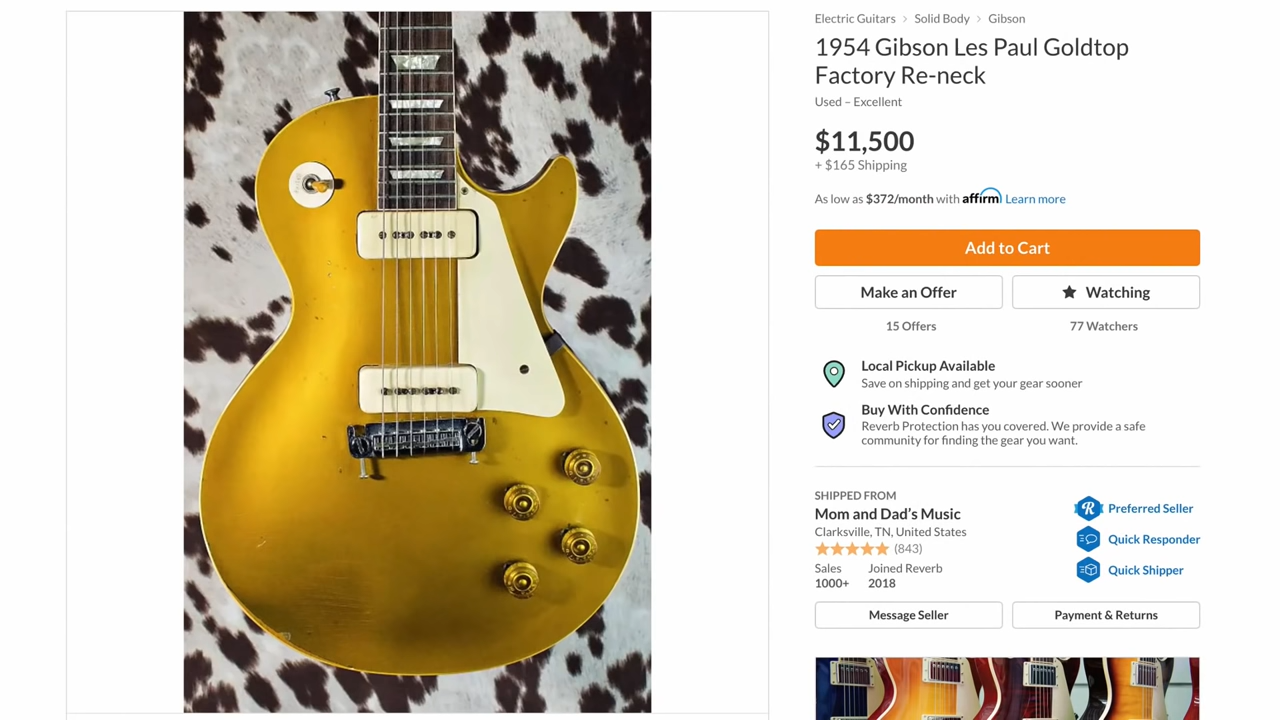 Electric Guitars > Solid Body > Gibson
1954 Gibson Les Paul Goldtop
Factory Re-neck
Used – Excellent
$11,500
+ $165 Shipping
As low as $372/month with affirm Learn more
Add to Cart
Make an Offer
Watching
15 Offers
77 Watchers
Local Pickup Available
Save on shipping and get your gear sooner
Buy With Confidence
Reverb Protection has you covered. We provide a safe
community for finding the gear you want.
SHIPPED FROM
Mom and Dad's Music
Clarksville, TN, United States
(843)
Sales
1000+
Joined Reverb
2018
R Preferred Seller
Quick Responder
Quick Shipper
Message Seller
Payment & Returns